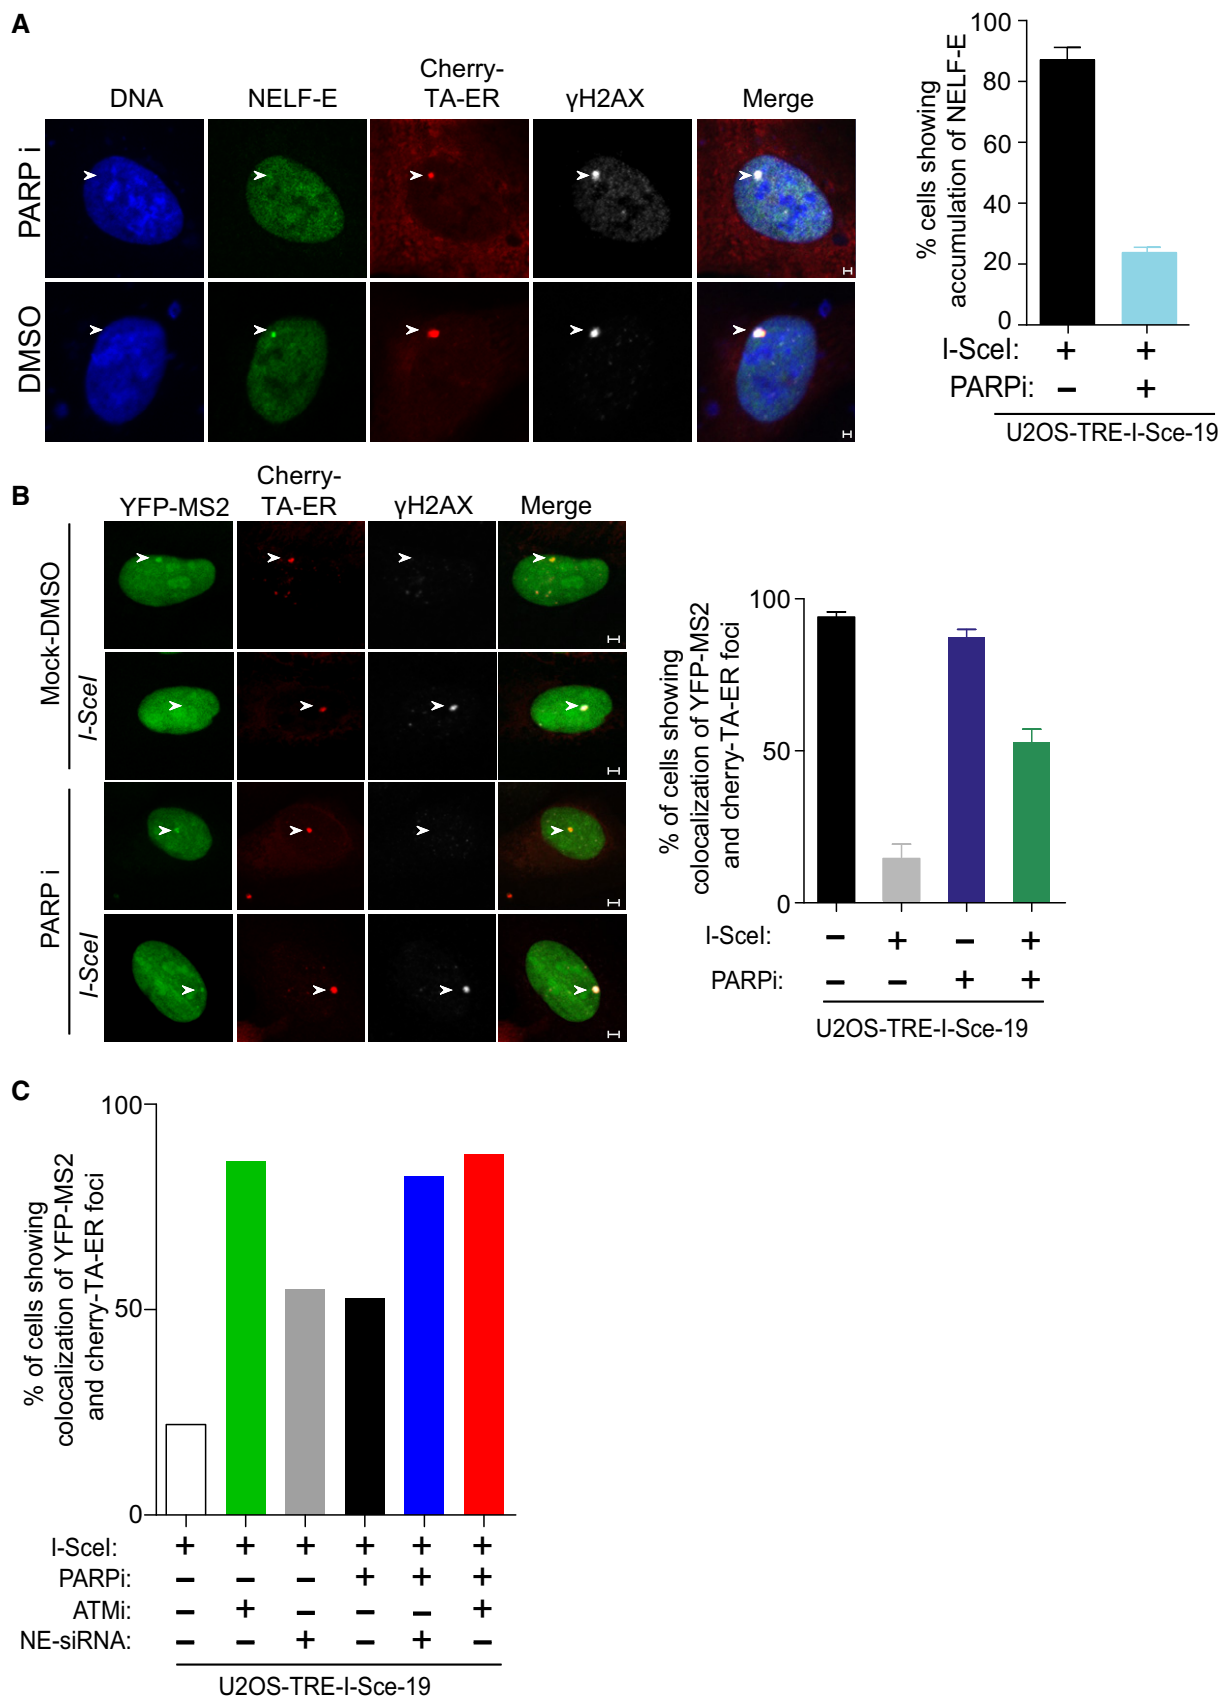 A
DNA
NELF-E
Cherry-
TA-ER
γH2AX
Merge
PARP i
DMSO
% cells showing
accumulation of NELF-E
100
80
60
40
20
0
I-SceI: + +
PARPi: – +
U2OS-TRE-I-Sce-19
B
YFP-MS2
Cherry-
TA-ER
γH2AX
Merge
Mock-DMSO
I-SceI
PARP i
I-SceI
% of cells showing
colocalization of YFP-MS2
and cherry-TA-ER foci
100
50
0
I-SceI: – + – +
PARPi: – – + +
U2OS-TRE-I-Sce-19
C
% of cells showing
colocalization of YFP-MS2
and cherry-TA-ER foci
100
50
0
I-SceI: + + + + + +
PARPi: – – – + + +
ATMi: – + – – – +
NE-siRNA: – – + – + –
U2OS-TRE-I-Sce-19